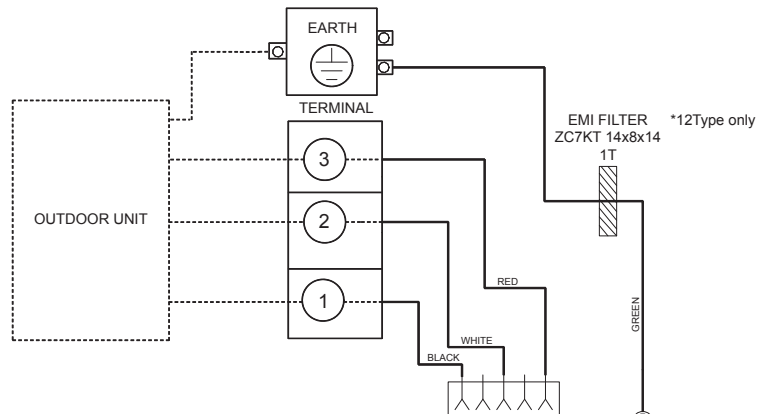 EARTH
TERMINAL
EMI FILTER *12Type only
ZC7KT 14x8x14
1T
3
OUTDOOR UNIT
2
1
RED
GREEN
WHITE
BLACK